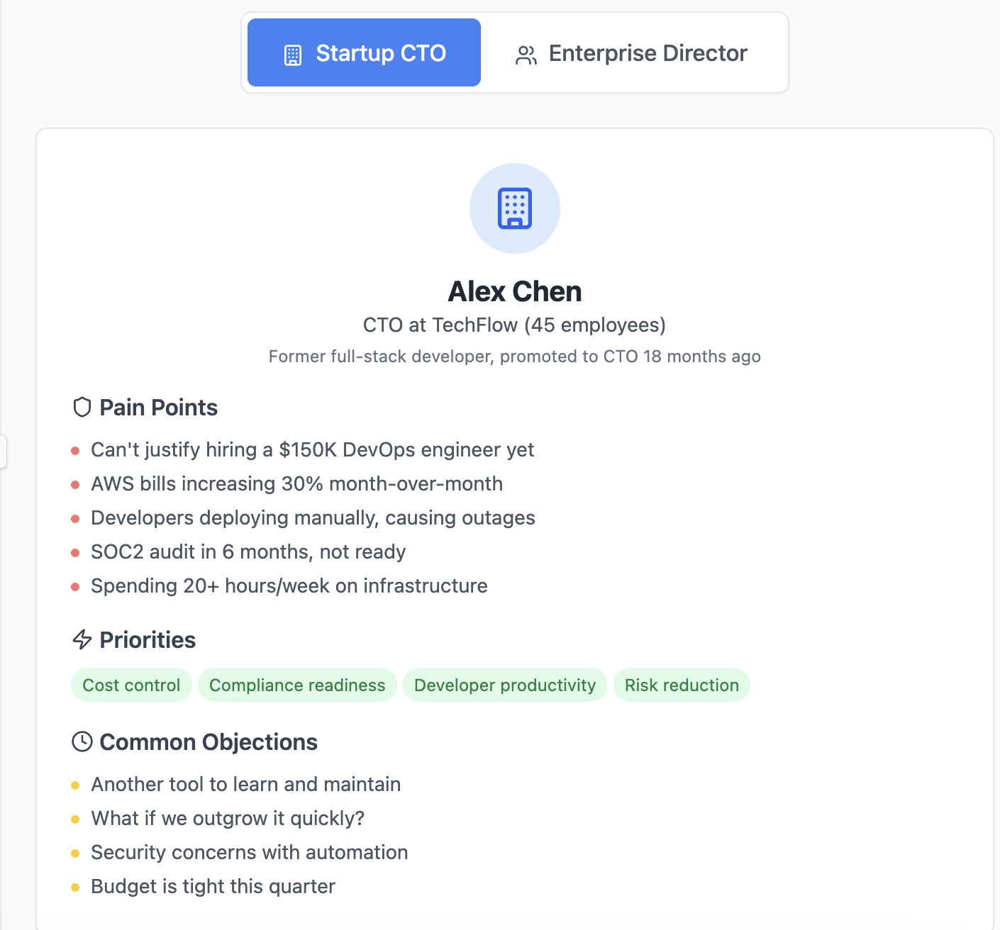 Startup CTO
Enterprise Director
Alex Chen
CTO at TechFlow (45 employees)
Former full-stack developer, promoted to CTO 18 months ago
Pain Points
Can't justify hiring a $150K DevOps engineer yet
AWS bills increasing 30% month-over-month
Developers deploying manually, causing outages
SOC2 audit in 6 months, not ready
Spending 20+ hours/week on infrastructure
Priorities
Cost control
Compliance readiness
Developer productivity
Risk reduction
Common Objections
Another tool to learn and maintain
What if we outgrow it quickly?
Security concerns with automation
Budget is tight this quarter